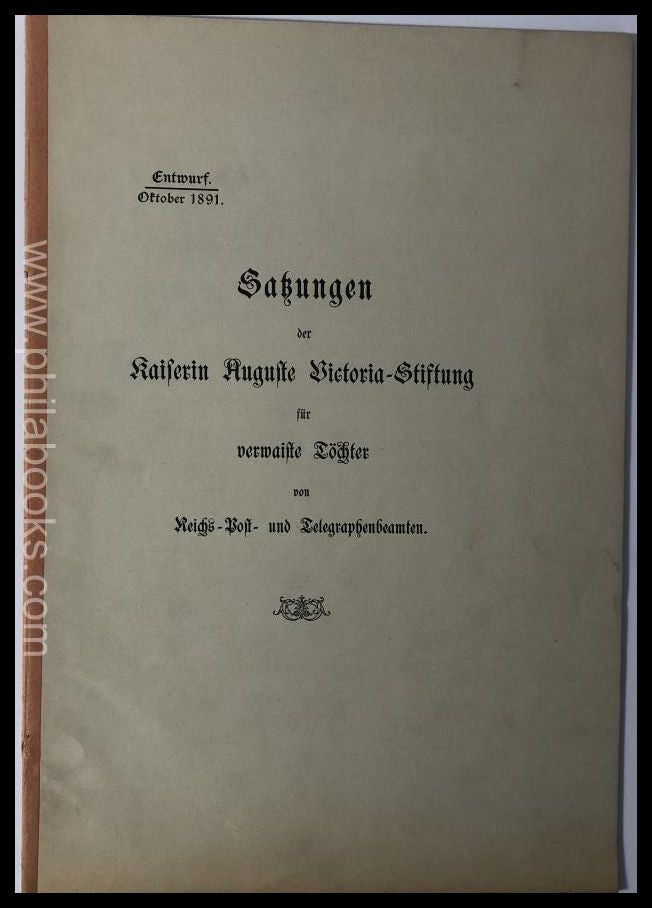 Entwurf.
Oktober 1891.
Satzungen
der
Kaiserin Auguste Victoria-Stiftung
für
verwaiste Töchter
von
Reichs-Post- und Telegraphenbeamten.
www.philabooks.com